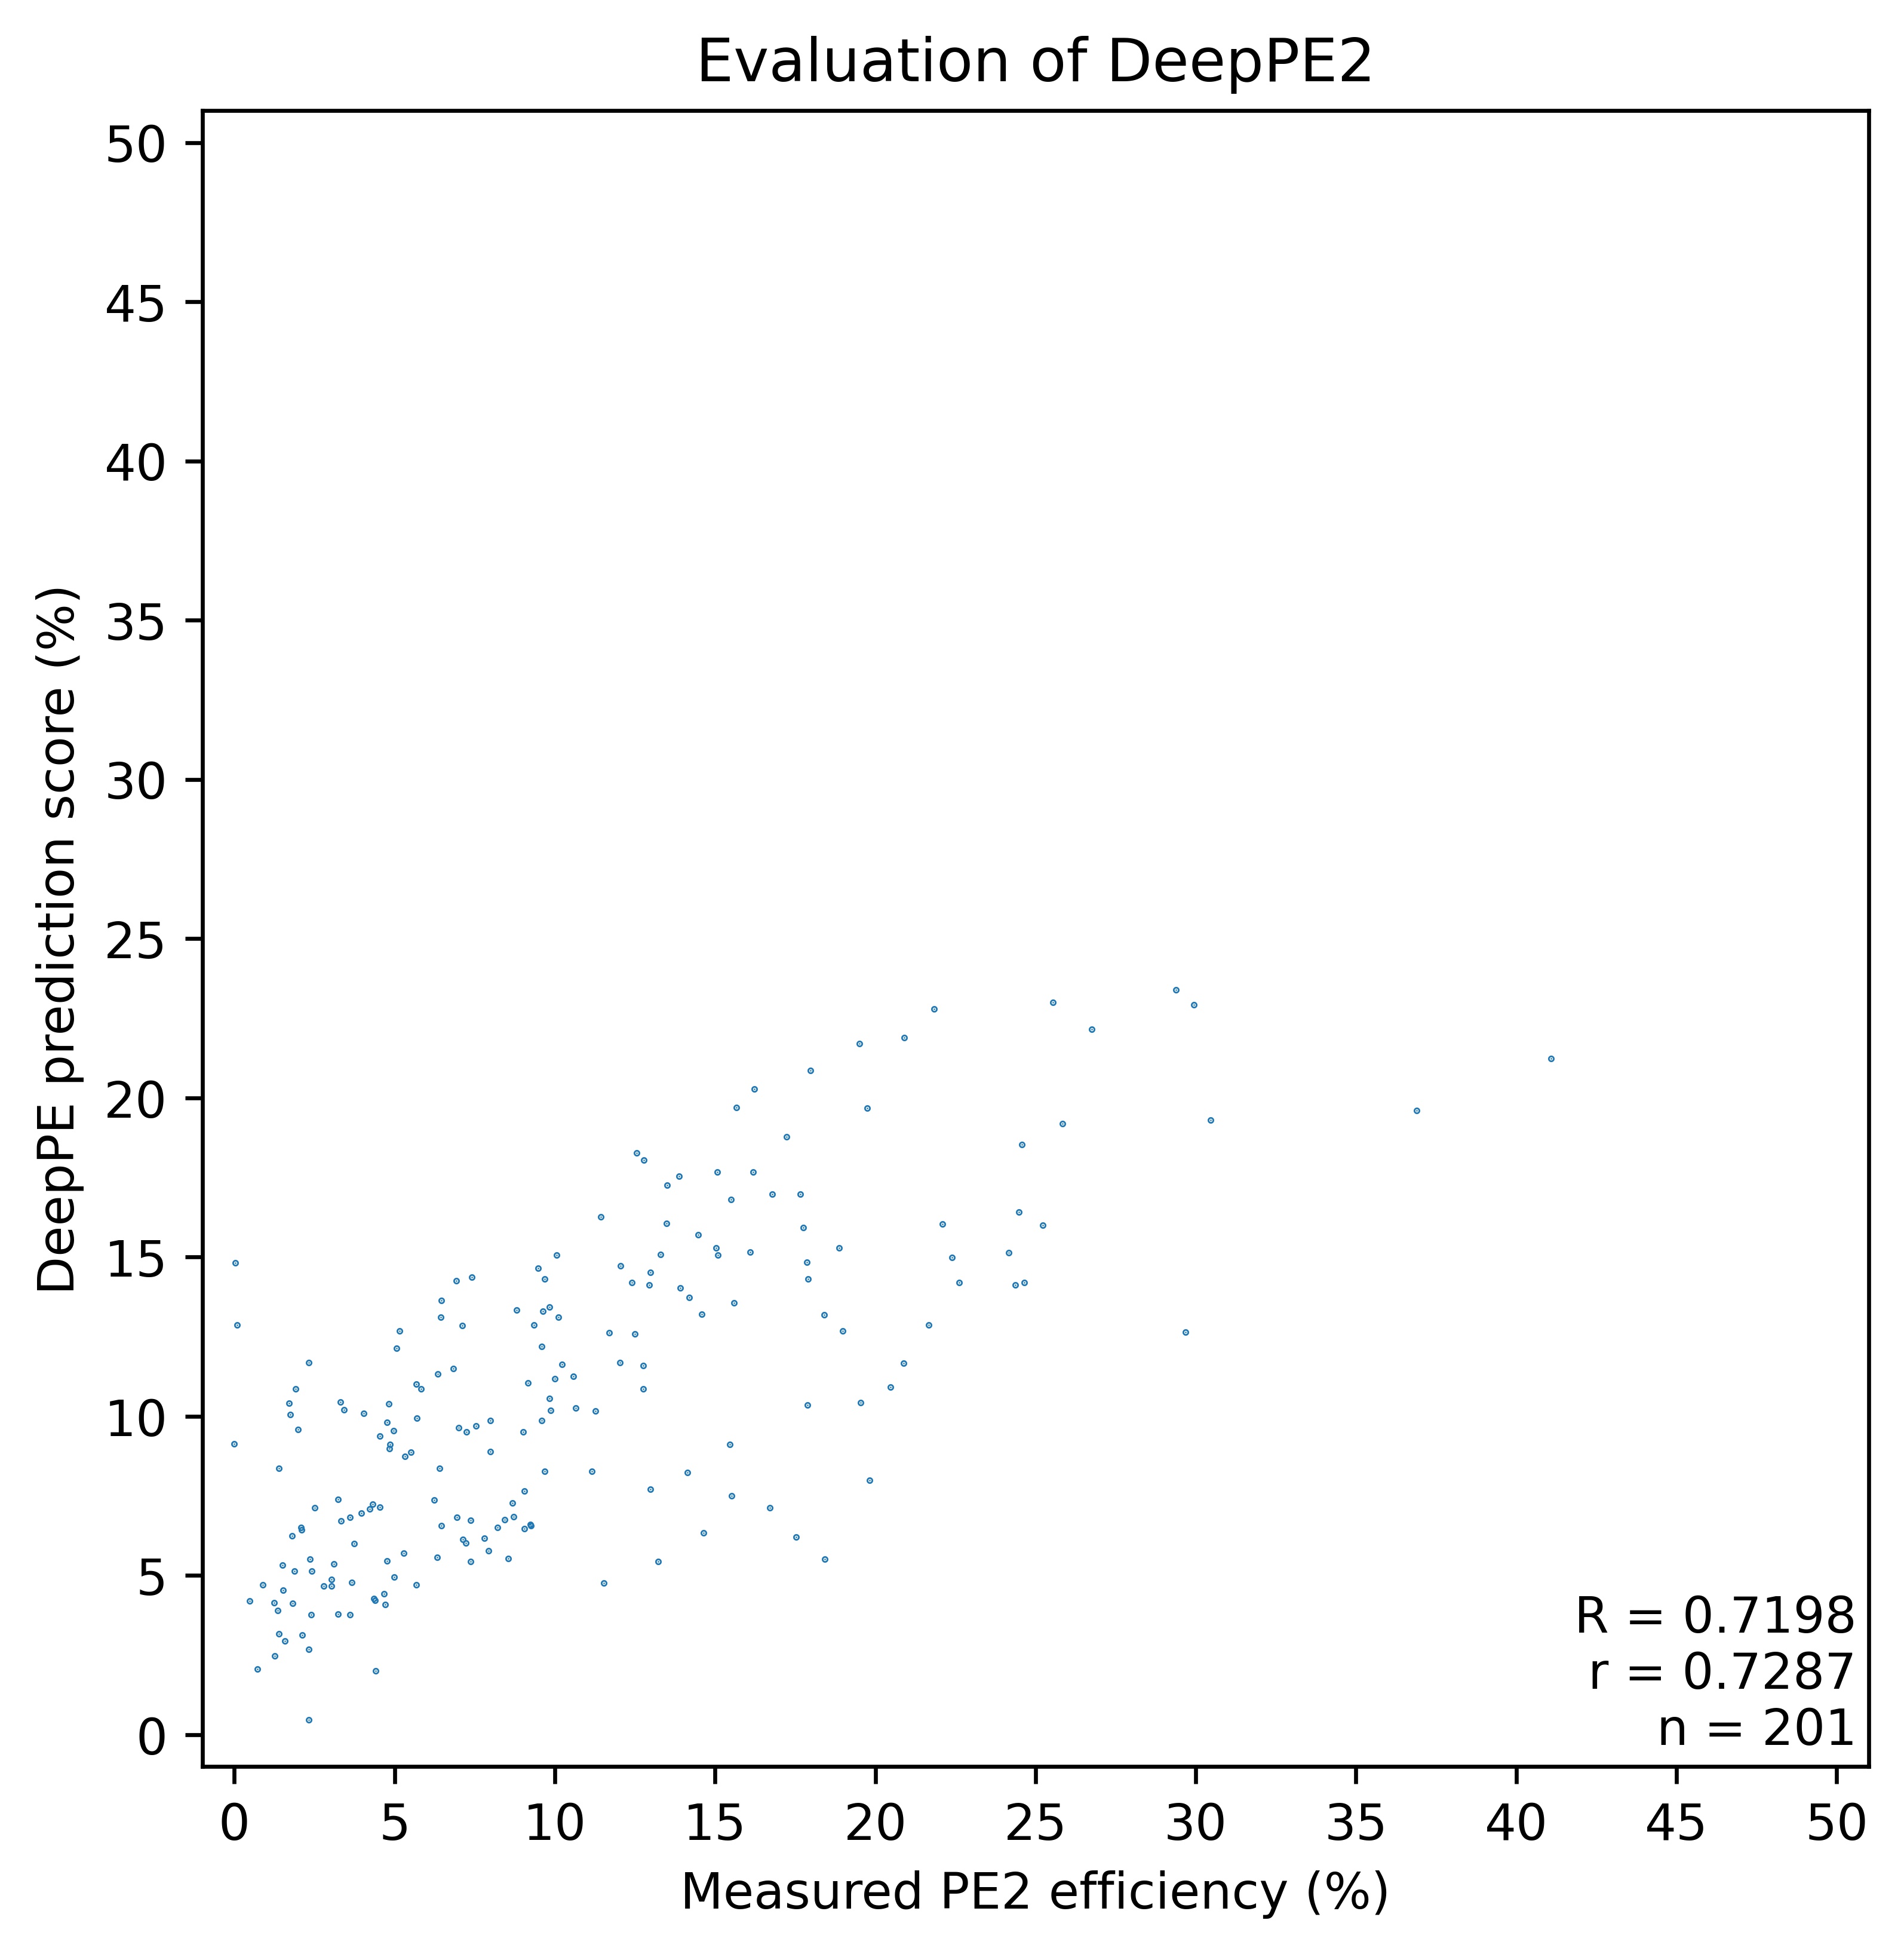 Evaluation of DeepPE2
50
45
40
35
30
25
20
15
10
5
0
DeepPE prediction score (%)
R = 0.7198
r = 0.7287
n = 201
0 5 10 15 20 25 30 35 40 45 50
Measured PE2 efficiency (%)